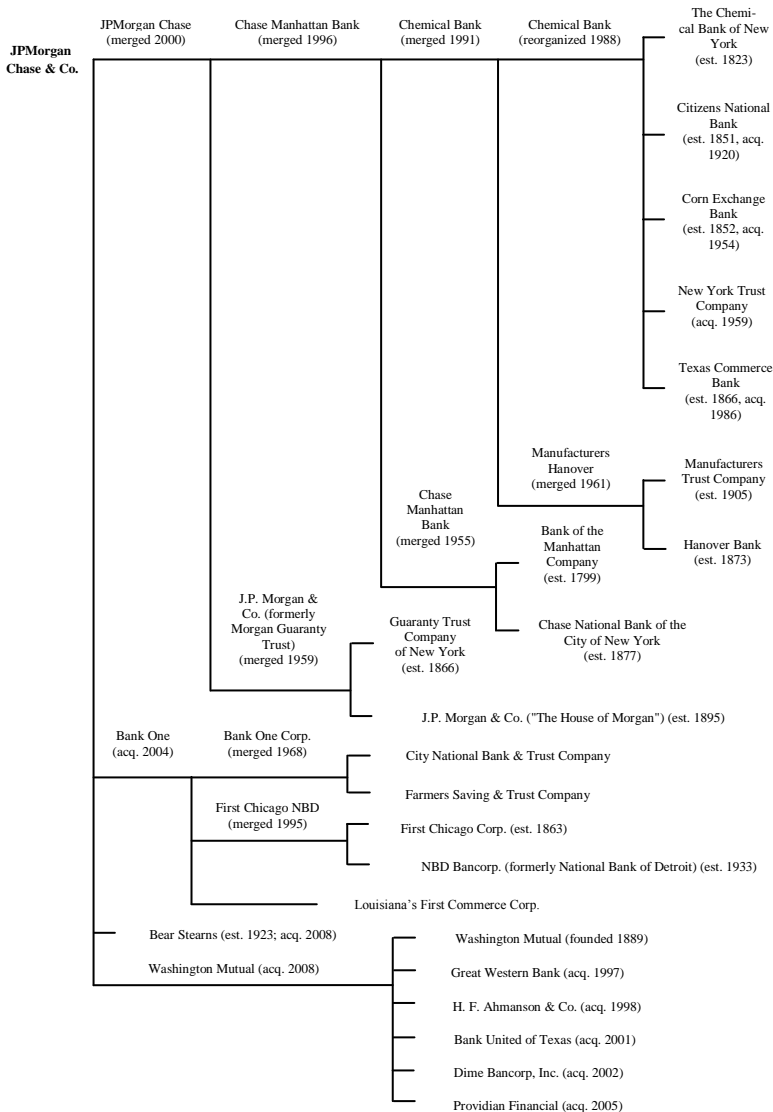 JPMorgan
Chase & Co.
JPMorgan Chase
(merged 2000)
Chase Manhattan Bank
(merged 1996)
Chemical Bank
(merged 1991)
Chemical Bank
(reorganized 1988)
The Chemi-
cal Bank of New
York
(est. 1823)
Citizens National
Bank
(est. 1851, acq.
1920)
Corn Exchange
Bank
(est. 1852, acq.
1954)
New York Trust
Company
(acq. 1959)
Texas Commerce
Bank
(est. 1866, acq.
1986)
Manufacturers
Hanover
(merged 1961)
Manufacturers
Trust Company
(est. 1905)
Hanover Bank
(est. 1873)
Chase
Manhattan
Bank
(merged 1955)
Bank of the
Manhattan
Company
(est. 1799)
Chase National Bank of the
City of New York
(est. 1877)
J.P. Morgan &
Co. (formerly
Morgan Guaranty
Trust)
(merged 1959)
Guaranty Trust
Company
of New York
(est. 1866)
J.P. Morgan & Co. ("The House of Morgan") (est. 1895)
Bank One
(acq. 2004)
Bank One Corp.
(merged 1968)
City National Bank & Trust Company
Farmers Saving & Trust Company
First Chicago NBD
(merged 1995)
First Chicago Corp. (est. 1863)
NBD Bancorp. (formerly National Bank of Detroit) (est. 1933)
Louisiana’s First Commerce Corp.
Bear Stearns (est. 1923; acq. 2008)
Washington Mutual (acq. 2008)
Washington Mutual (founded 1889)
Great Western Bank (acq. 1997)
H. F. Ahmanson & Co. (acq. 1998)
Bank United of Texas (acq. 2001)
Dime Bancorp, Inc. (acq. 2002)
Providian Financial (acq. 2005)